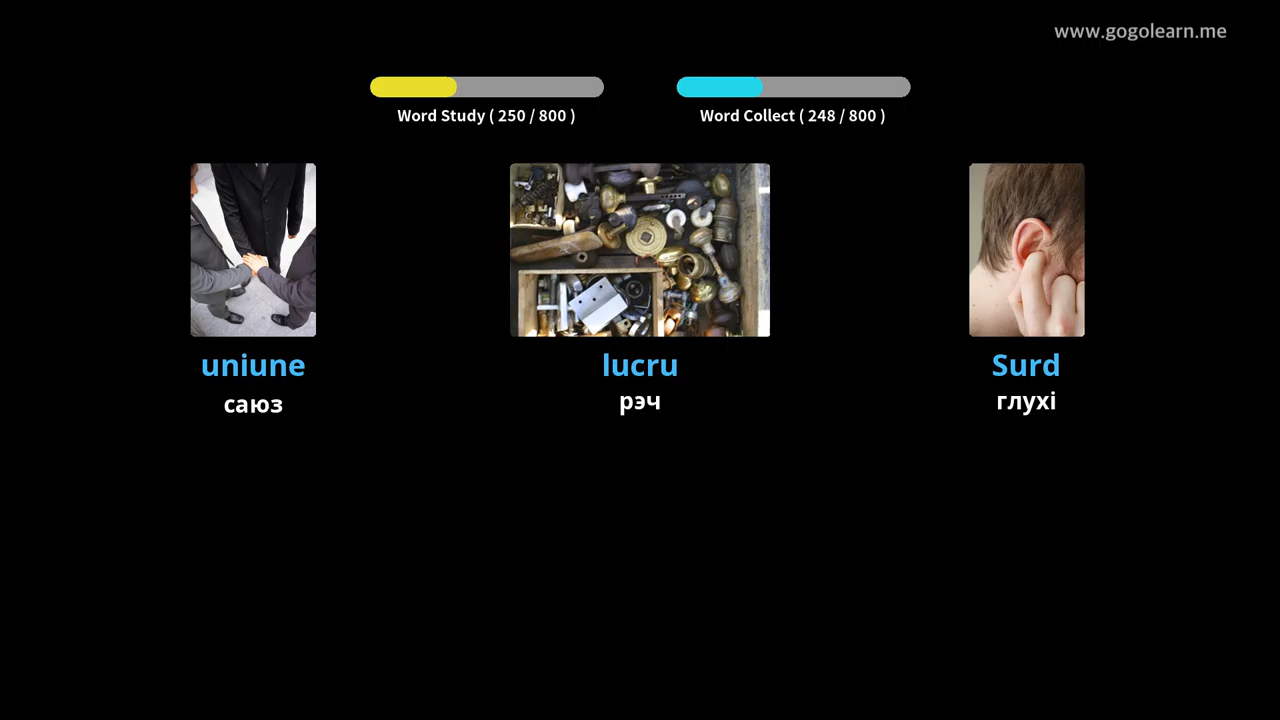 www.gogolearn.me
Word Study ( 250 / 800 )
Word Collect ( 248 / 800 )
uniune
lucru
Surd
саюз
рэч
глухі